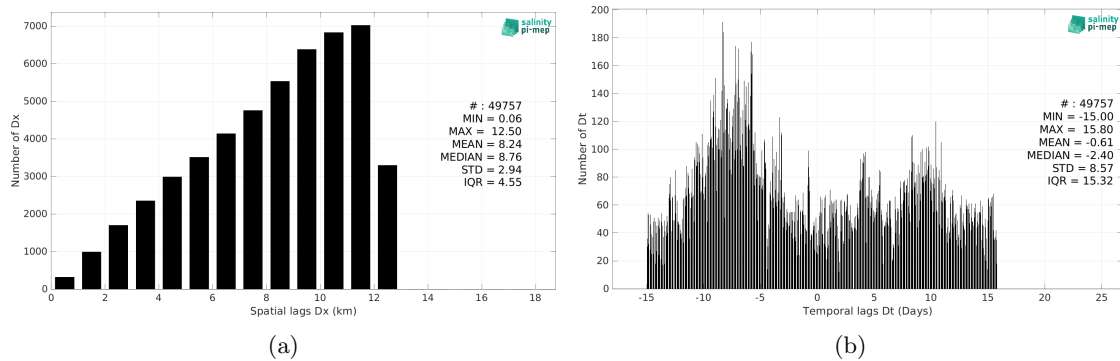 7000
6000
5000
4000
3000
2000
1000
0
Number of Dx
0 2 4 6 8 10 12 14 16 18
Spatial lags Dx (km)
salinity
pi-mep
# : 49757
MIN = 0.06
MAX = 12.50
MEAN = 8.24
MEDIAN = 8.76
STD = 2.94
IQR = 4.55
(a)
200
180
160
140
120
100
80
60
40
20
0
Number of Dt
-15 -10 -5 0 5 10 15 20 25
Temporal lags Dt (Days)
salinity
pi-mep
# : 49757
MIN = -15.00
MAX = 15.80
MEAN = -0.61
MEDIAN = -2.40
STD = 8.57
IQR = 15.32
(b)